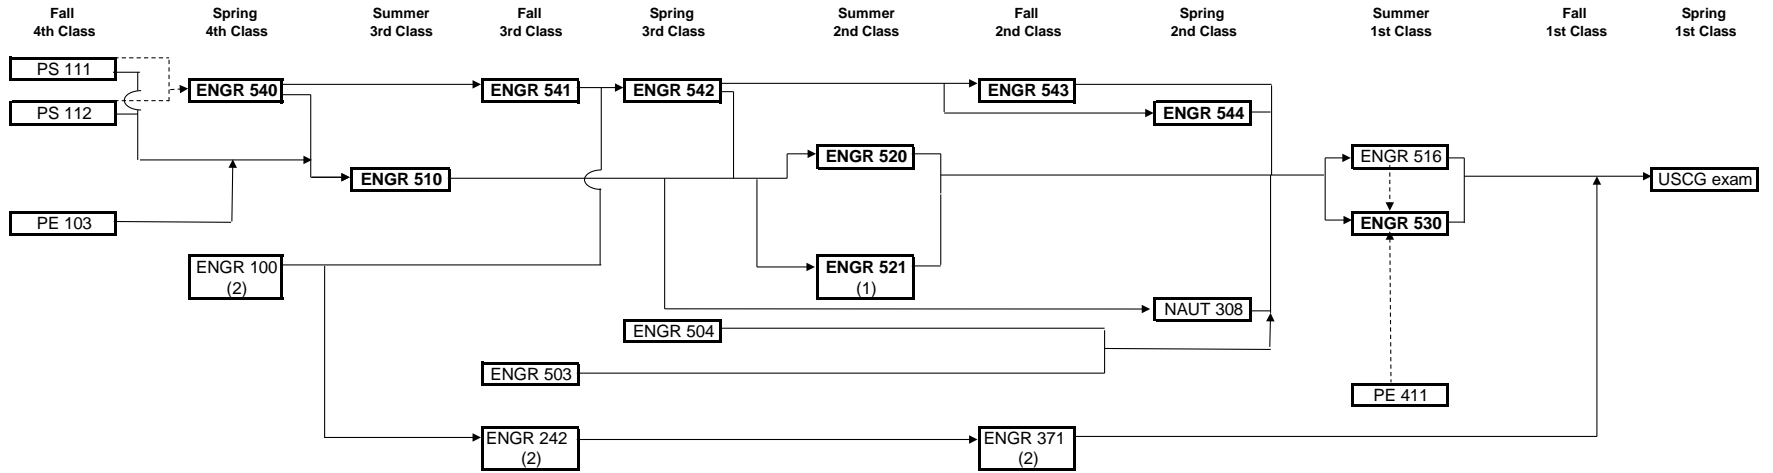 Fall Spring Summer Fall Spring Summer Fall Spring Summer Fall Spring
4th Class 4th Class 3rd Class 3rd Class 3rd Class 2nd Class 2nd Class 2nd Class 1st Class 1st Class 1st Class
PS 111
ENGR 540 ENGR 541 ENGR 542 ENGR 543
PS 112 ENGR 544
ENGR 520 ENGR 516
ENGR 510 USCG exam
PE 103 ENGR 530
ENGR 100 ENGR 521
(2) (1)
NAUT 308
ENGR 504
ENGR 503
PE 411
ENGR 242 ENGR 371
(2) (2)